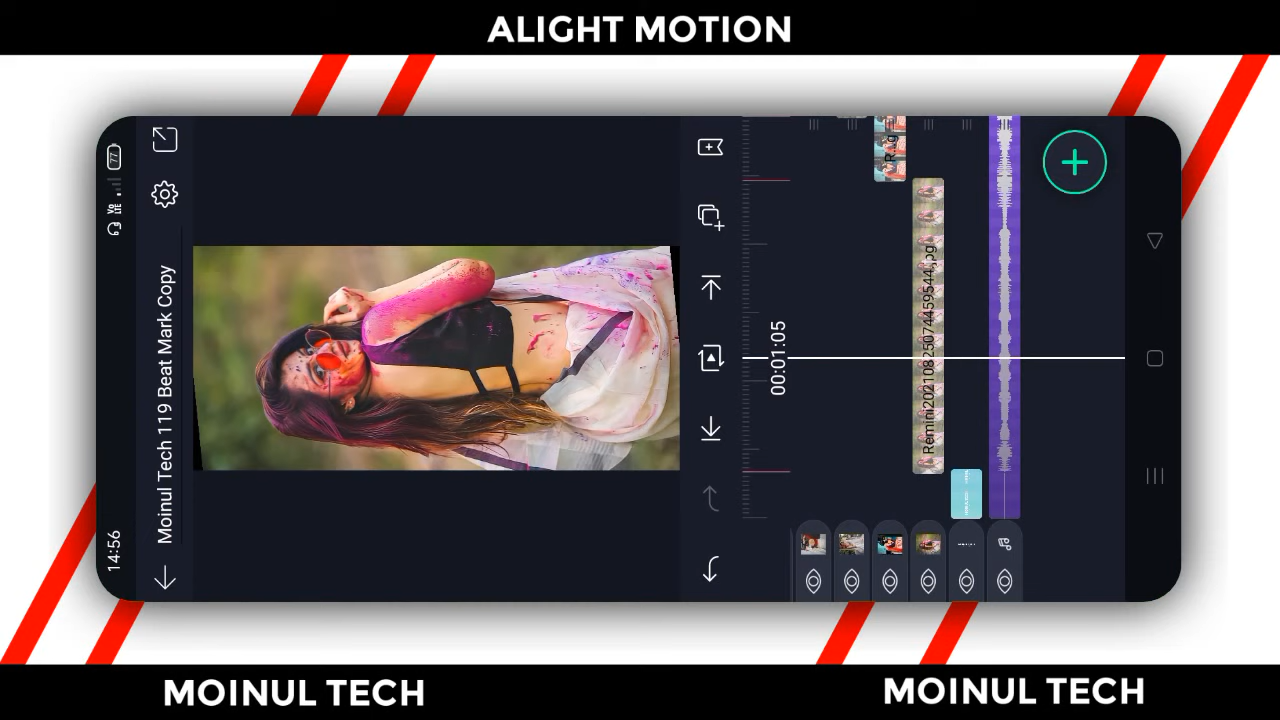 ALIGHT MOTION
14:56
77
Moinul Tech 119 Beat Mark Copy
00:01:05
Remini20210825074459544.jpg
MOINUL TECH
MOINUL TECH